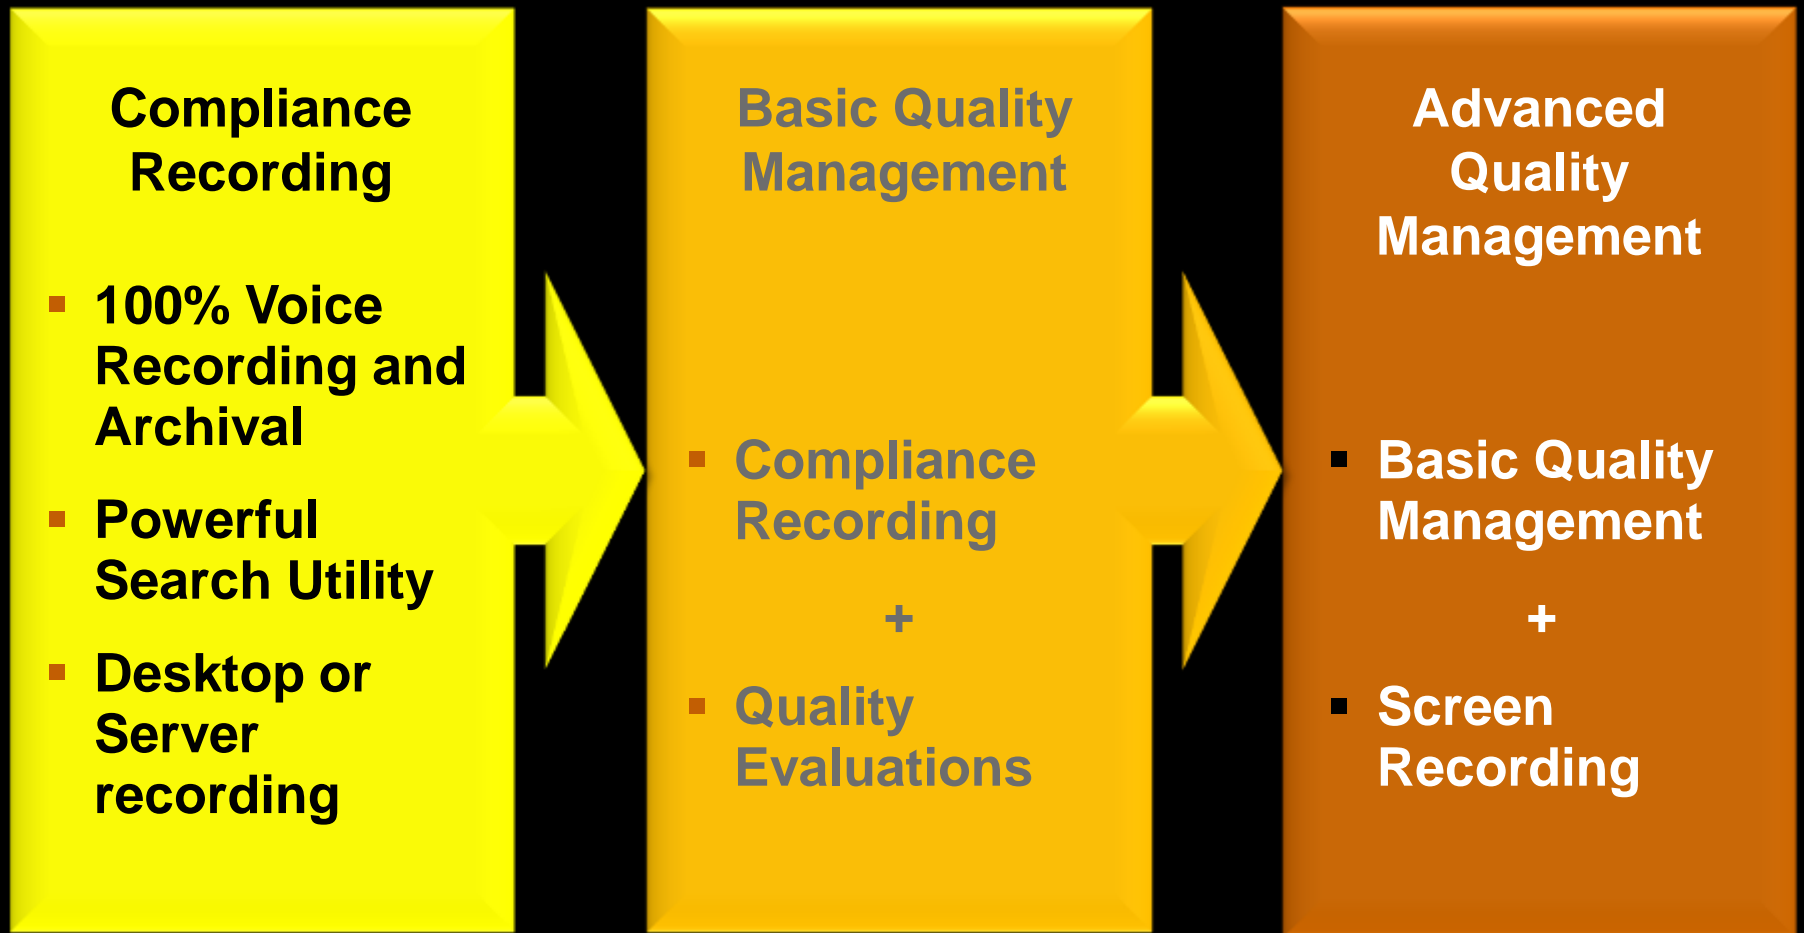 Compliance
Recording
▪ 100% Voice
Recording and
Archival
▪ Powerful
Search Utility
▪ Desktop or
Server
recording
Basic Quality
Management
▪ Compliance
Recording
+
▪ Quality
Evaluations
Advanced
Quality
Management
▪ Basic Quality
Management
+
▪ Screen
Recording